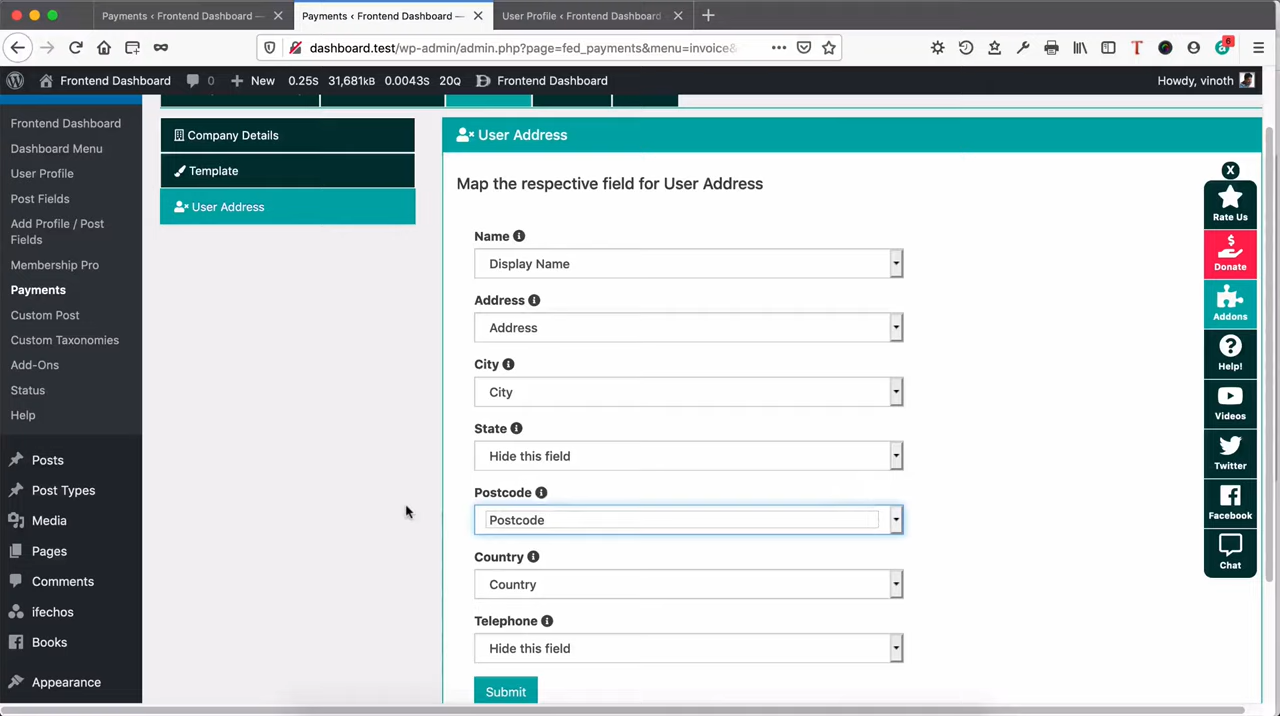 Payments ‹ Frontend Dashboard —
Payments ‹ Frontend Dashboard —
User Profile ‹ Frontend Dashboard
dashboard.test/wp-admin/admin.php?page=fed_payments&menu=invoice&
T
6
Frontend Dashboard
0
New
0.25S
31,681kB
0.0043S
20Q
Frontend Dashboard
Howdy, vinoth
Frontend Dashboard
Dashboard Menu
User Profile
Post Fields
Add Profile / Post
Fields
Membership Pro
Payments
Custom Post
Custom Taxonomies
Add-Ons
Status
Help
Posts
Post Types
Media
Pages
Comments
ifechos
Books
Appearance
Company Details
Template
User Address
User Address
Map the respective field for User Address
Name
Display Name
Address
Address
City
City
State
Hide this field
Postcode
Postcode
Country
Country
Telephone
Hide this field
Submit
X
Rate Us
Donate
Addons
Help!
Videos
Twitter
Facebook
Chat